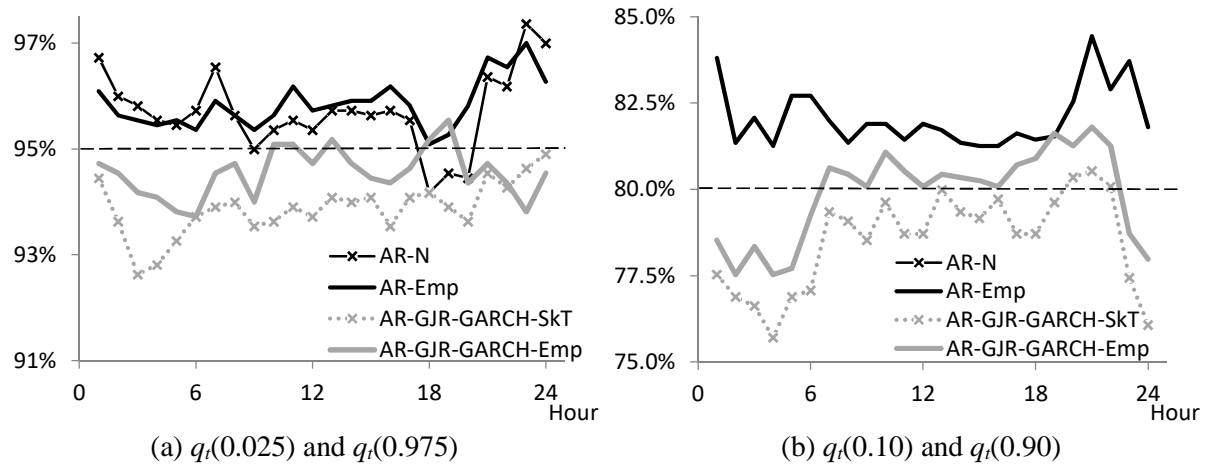 97%
95%
93%
91%
AR-N
AR-Emp
AR-GJR-GARCH-SkT
AR-GJR-GARCH-Emp
0 6 12 18 24
Hour
(a) qt(0.025) and qt(0.975)
85.0%
82.5%
80.0%
77.5%
75.0%
AR-N
AR-Emp
AR-GJR-GARCH-SkT
AR-GJR-GARCH-Emp
0 6 12 18 24
Hour
(b) qt(0.10) and qt(0.90)